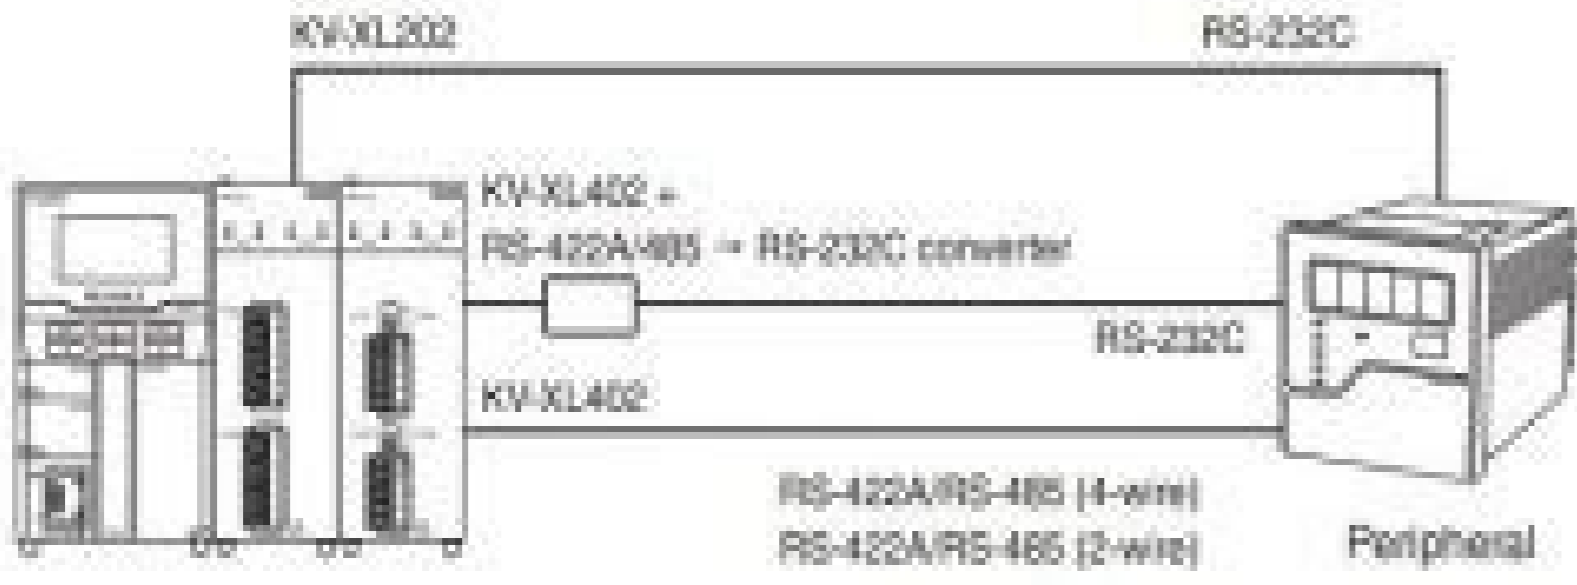 KV-XL202
RS-232C
KV-XL402 +
RS-422A/485 → RS-232C converter
RS-232C
KV-XL402
RS-422A/RS-485 (4-wire)
RS-422A/RS-485 (2-wire)
Peripheral